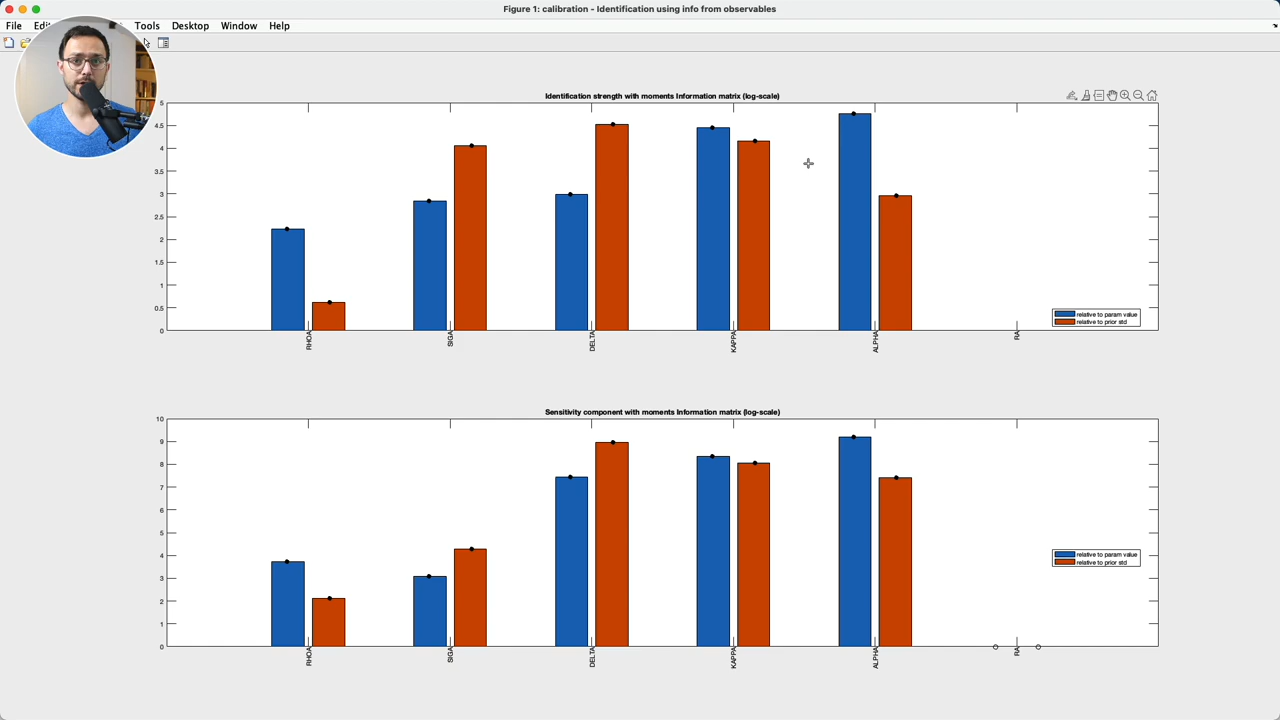 Figure 1: calibration - Identification using info from observables
File Edi Tools Desktop Window Help
Identification strength with moments Information matrix (log-scale)
5
4.5
4
3.5
3
2.5
2
1.5
1
0.5
0
relative to param value
relative to prior std
RHOA SIGA DELTA KAPPA ALPHA RA
Sensitivity component with moments Information matrix (log-scale)
10
9
8
7
6
5
4
3
2
1
0
relative to param value
relative to prior std
RHOA SIGA DELTA KAPPA ALPHA RA